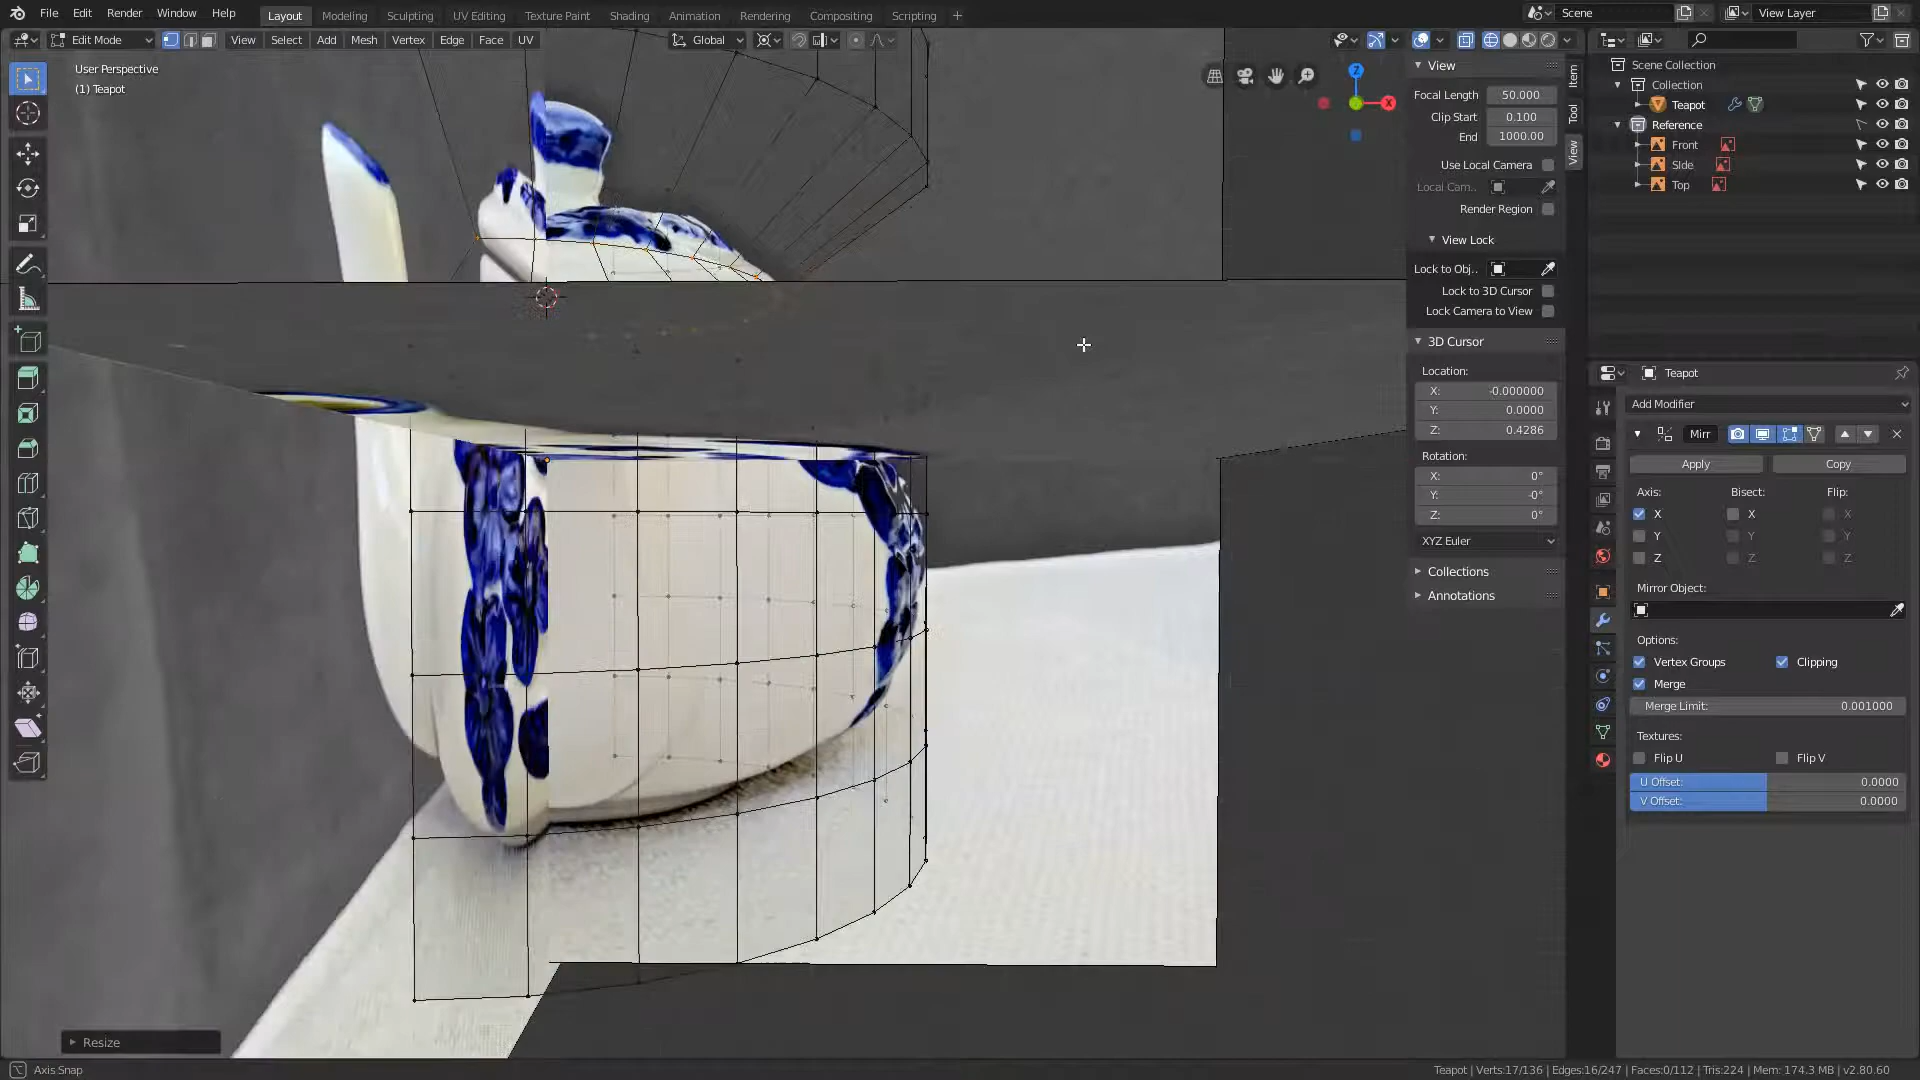 File Edit Render Window Help Layout Modeling Sculpting UV Editing Texture Paint Shading Animation Rendering Compositing Scripting + Scene View Layer
Edit Mode View Select Add Mesh Vertex Edge Face UV Global
User Perspective
(1) Teapot
Z
X
View
Focal Length 50.000
Clip Start 0.100
End 1000.00
Use Local Camera
Local Cam..
Render Region
View Lock
Lock to Obj..
Lock to 3D Cursor
Lock Camera to View
3D Cursor
Location:
X: -0.000000
Y: 0.0000
Z: 0.4286
Rotation:
X: 0°
Y: -0°
Z: 0°
XYZ Euler
Collections
Annotations
Item
Tool
View
Scene Collection
Collection
Teapot
Reference
Front
SIde
Top
Teapot
Add Modifier
Mirr
Apply Copy
Axis: Bisect: Flip:
X X X
Y Y Y
Z Z Z
Mirror Object:
Options:
Vertex Groups Clipping
Merge
Merge Limit: 0.001000
Textures:
Flip U Flip V
U Offset: 0.0000
V Offset: 0.0000
Resize
Axis Snap
Teapot | Verts:17/136 | Edges:16/247 | Faces:0/112 | Tris:224 | Mem: 174.3 MB | v2.80.60